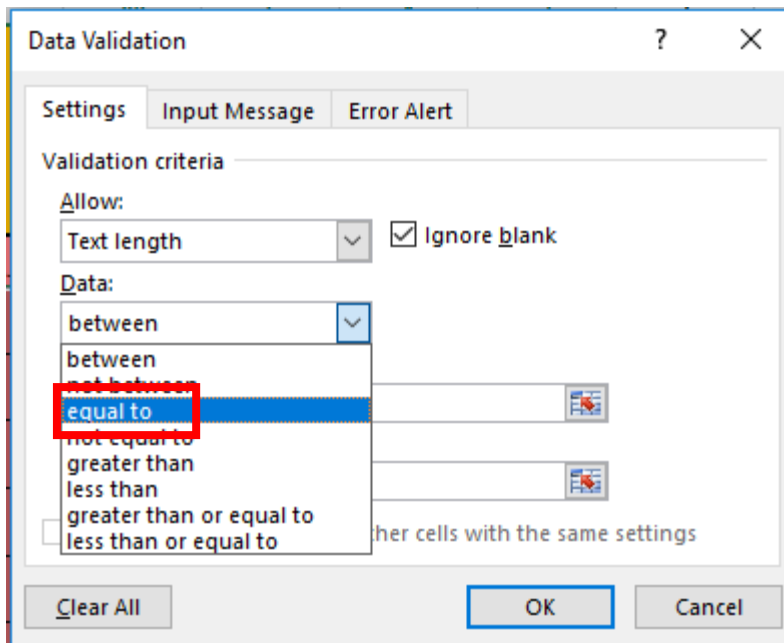 Data Validation ?
Settings Input Message Error Alert
Validation criteria
Allow:
Text length Ignore blank
Data:
between
between
not between
equal to
not equal to
greater than
less than
greater than or equal to
less than or equal to
her cells with the same settings
Clear All OK Cancel